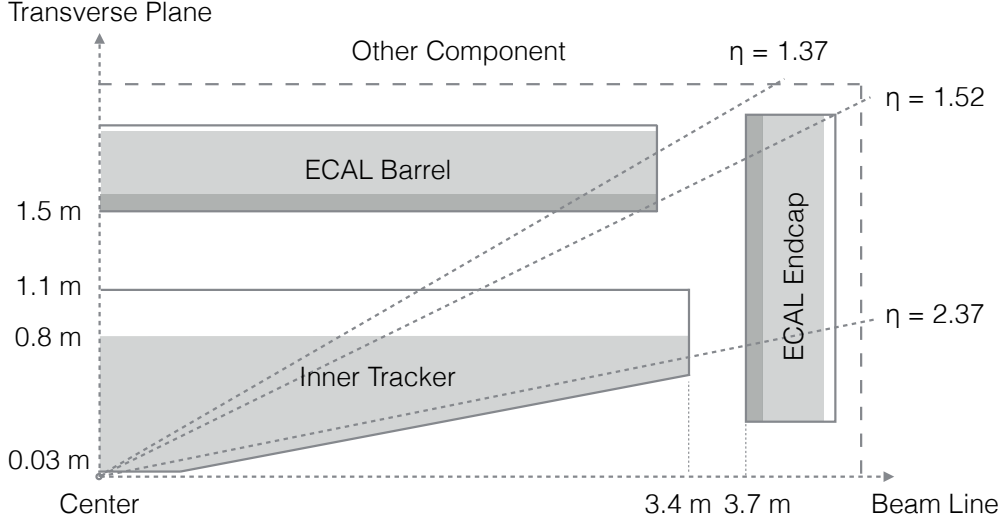 Transverse Plane
Other Component
η = 1.37
η = 1.52
ECAL Barrel
1.5 m
ECAL Endcap
1.1 m
η = 2.37
0.8 m
Inner Tracker
0.03 m
Center
3.4 m
3.7 m
Beam Line